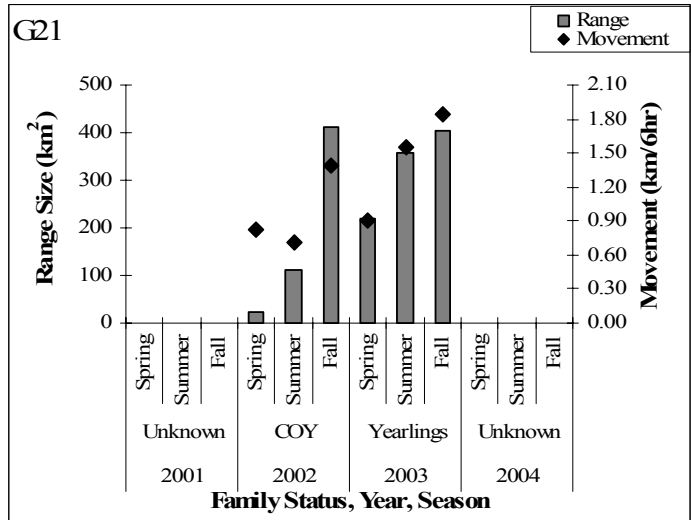 G21
Range
Movement
Range Size (km²)
500
400
300
200
100
0
2.10
1.80
1.50
1.20
0.90
0.60
0.30
0.00
Movement (km/6hr)
Spring Summer Fall Spring Summer Fall Spring Summer Fall Spring Summer Fall
Unknown COY Yearlings Unknown
2001 2002 2003 2004
Family Status, Year, Season